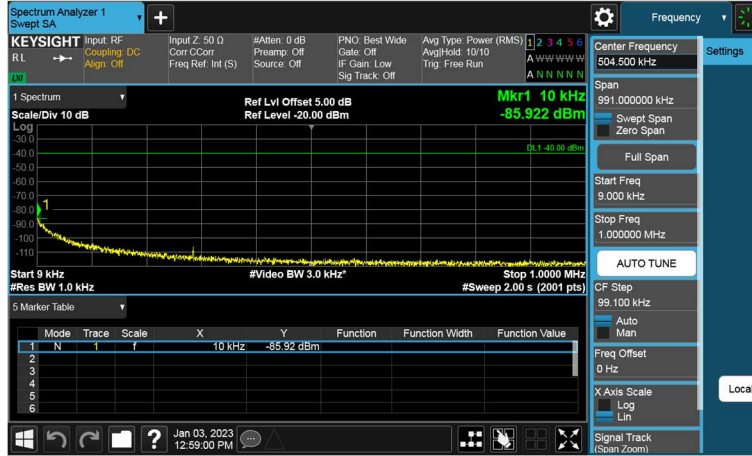 Spectrum Analyzer 1
Swept SA
+
Frequency
KEYSIGHT
RL
LXI
Input: RF
Coupling: DC
Align: Off
Input Z: 50 Ω
Corr CCorr
Freq Ref: Int (S)
#Atten: 0 dB
Preamp: Off
Source: Off
PNO: Best Wide
Gate: Off
IF Gain: Low
Sig Track: Off
Avg Type: Power (RMS)
Avg|Hold: 10/10
Trig: Free Run
1 2 3 4 5 6
A W W W W W
A N N N N N
1 Spectrum
Scale/Div 10 dB
Ref Lvl Offset 5.00 dB
Ref Level -20.00 dBm
Mkr1 10 kHz
-85.922 dBm
Log
-30.0
-40.0
-50.0
-60.0
-70.0
-80.0
-90.0
-100
-110
DL1 -40.00 dBm
1
Start 9 kHz
#Res BW 1.0 kHz
#Video BW 3.0 kHz*
Stop 1.0000 MHz
#Sweep 2.00 s (2001 pts)
5 Marker Table
Mode Trace Scale X Y Function Function Width Function Value
1 N 1 f 10 kHz -85.92 dBm
2
3
4
5
6
Jan 03, 2023
12:59:00 PM
?
Center Frequency
504.500 kHz
Settings
Span
991.000000 kHz
Swept Span
Zero Span
Full Span
Start Freq
9.000 kHz
Stop Freq
1.000000 MHz
AUTO TUNE
CF Step
99.100 kHz
Auto
Man
Freq Offset
0 Hz
X Axis Scale
Log
Lin
Local
Signal Track
(Span Zoom)